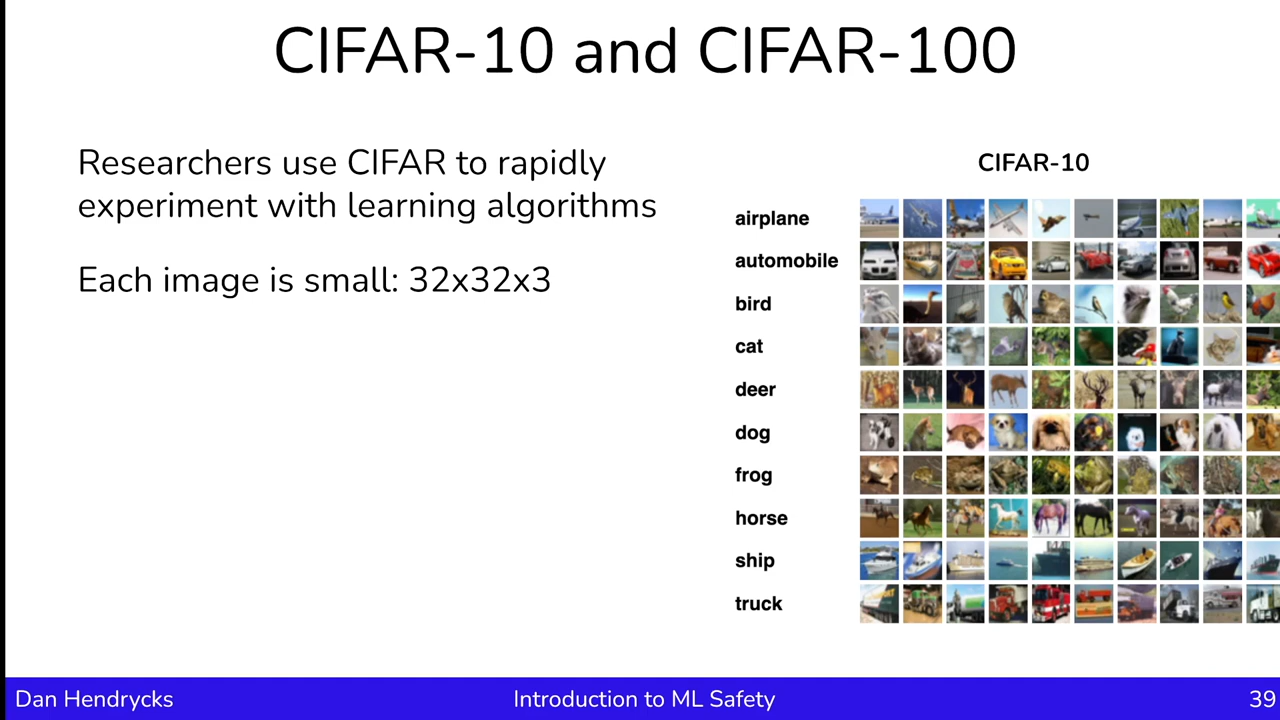 CIFAR-10 and CIFAR-100
Researchers use CIFAR to rapidly
experiment with learning algorithms
Each image is small: 32x32x3
CIFAR-10
airplane
automobile
bird
cat
deer
dog
frog
horse
ship
truck
Dan Hendrycks
Introduction to ML Safety
39